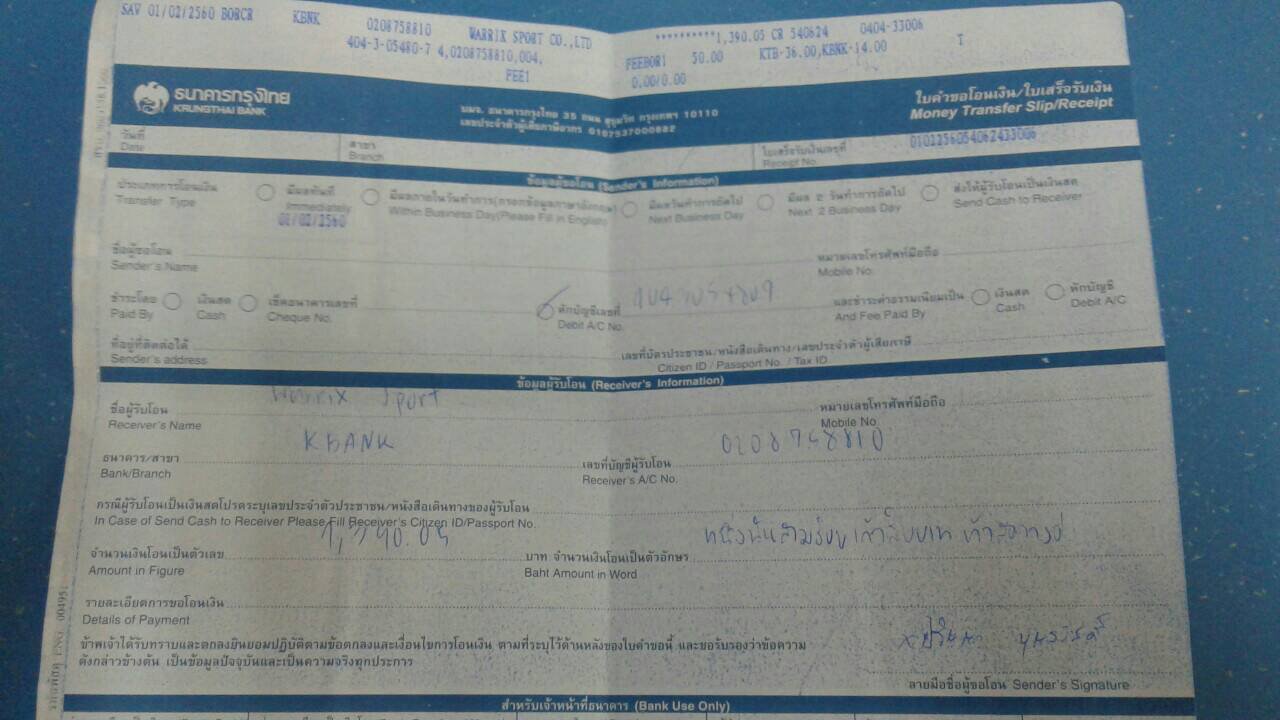 SAV 01/02/2560 BORCR KBNK 0208758810 WARRIX SPORT CO.,LTD **********1,390.05 CR 540624 0404-33006
404-3-05480-7 4,0208758810,004, FEEBOR1 50.00 KTB-36.00,KBNK-14.00 T
FEE1 0.00/0.00
ธนาคารกรุงไทย
KRUNGTHAI BANK
บมจ. ธนาคารกรุงไทย 35 ถนน สุขุมวิท กรุงเทพฯ 10110
เลขประจำตัวผู้เสียภาษีอากร 0107537000882
ใบคำขอโอนเงิน/ใบเสร็จรับเงิน
Money Transfer Slip/Receipt
วันที่ สาขา ใบเสร็จรับเงินเลขที่ 0102256054062433006
Date Branch Receipt No.
ข้อมูลผู้ขอโอน (Sender's Information)
ประเภทการโอนเงิน มีผลทันที มีผลภายในวันทำการ(กรอกข้อมูลภาษาอังกฤษ) มีผลวันทำการถัดไป มีผล 2 วันทำการถัดไป ส่งให้ผู้รับโอนเป็นเงินสด
Transfer Type Immediately Within Business Day(Please Fill in English) Next Business Day Next 2 Business Day Send Cash to Receiver
01/02/2560
ชื่อผู้ขอโอน หมายเลขโทรศัพท์มือถือ
Sender's Name Mobile No.
ชำระโดย เงินสด เช็คธนาคารเลขที่ หักบัญชีเลขที่ และชำระค่าธรรมเนียมเป็น เงินสด หักบัญชี
Paid By Cash Cheque No. Debit A/C No. And Fee Paid By Cash Debit A/C
ที่อยู่ที่ติดต่อได้ เลขที่บัตรประชาชน/หนังสือเดินทาง/เลขประจำตัวผู้เสียภาษี
Sender's address Citizen ID / Passport No. / Tax ID
ข้อมูลผู้รับโอน (Receiver's Information)
Warrix Sport
ชื่อผู้รับโอน หมายเลขโทรศัพท์มือถือ
Receiver's Name Mobile No.
KBANK 0208758810
ธนาคาร/สาขา เลขที่บัญชีผู้รับโอน
Bank/Branch Receiver's A/C No.
กรณีผู้รับโอนเป็นเงินสดโปรดระบุเลขประจำตัวประชาชน/หนังสือเดินทางของผู้รับโอน
In Case of Send Cash to Receiver Please Fill Receiver's Citizen ID/Passport No.
1,390.05 หนึ่งพันสามร้อยเก้าสิบบาทห้าสตางค์
จำนวนเงินโอนเป็นตัวเลข บาท จำนวนเงินโอนเป็นตัวอักษร
Amount in Figure Baht Amount in Word
รายละเอียดการขอโอนเงิน
Details of Payment
ข้าพเจ้าได้รับทราบและตกลงยินยอมปฏิบัติตามข้อตกลงและเงื่อนไขการโอนเงิน ตามที่ระบุไว้ด้านหลังของใบคำขอนี้ และขอรับรองว่าข้อความ
ดังกล่าวข้างต้น เป็นข้อมูลปัจจุบันและเป็นความจริงทุกประการ
ลายมือชื่อผู้ขอโอน Sender's Signature
สำหรับเจ้าหน้าที่ธนาคาร (Bank Use Only)